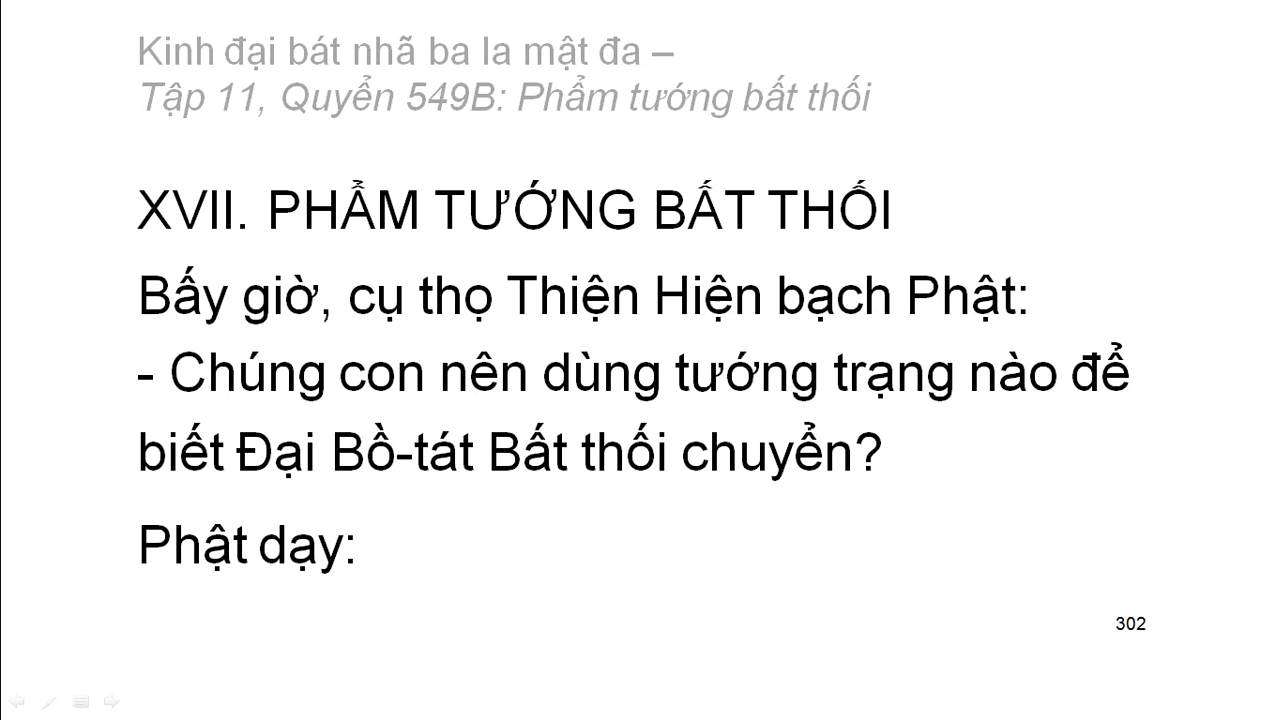 Kinh đại bát nhã ba la mật đa –
Tập 11, Quyển 549B: Phẩm tướng bất thối
XVII. PHẨM TƯỚNG BẤT THỐI
Bấy giờ, cụ thọ Thiện Hiện bạch Phật:
- Chúng con nên dùng tướng trạng nào để
biết Đại Bồ-tát Bất thối chuyển?
Phật dạy:
302